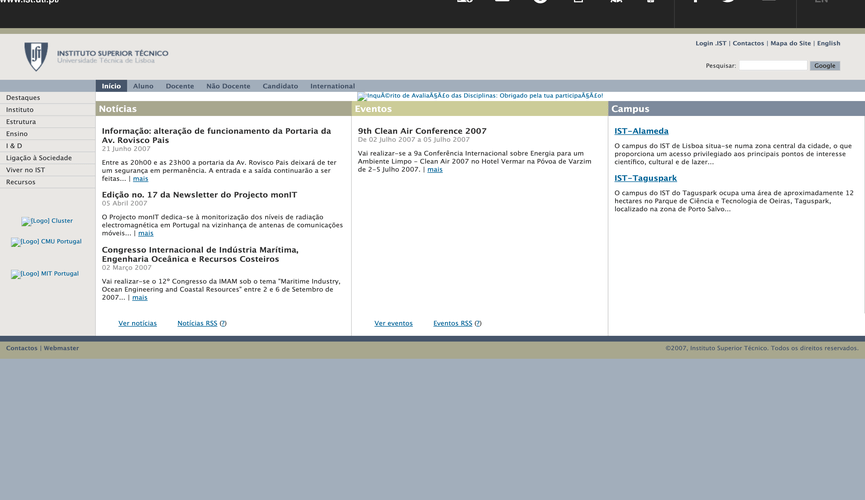 www.ist.utl.pt/
EN
INSTITUTO SUPERIOR TÉCNICO
Universidade Técnica de Lisboa
Login .IST | Contactos | Mapa do Site | English
Pesquisar:
Google
Início Aluno Docente Não Docente Candidato International
Destaques
Instituto
Estrutura
Ensino
I & D
Ligação à Sociedade
Viver no IST
Recursos
[Logo] Cluster
[Logo] CMU Portugal
[Logo] MIT Portugal
InquÃ©rito de AvaliaÃ§Ã£o das Disciplinas: Obrigado pela tua participaÃ§Ã£o!
Notícias
Informação: alteração de funcionamento da Portaria da
Av. Rovisco Pais
21 Junho 2007
Entre as 20h00 e as 23h00 a portaria da Av. Rovisco Pais deixará de ter
um segurança em permanência. A entrada e a saída continuarão a ser
feitas... | mais
Edição no. 17 da Newsletter do Projecto monIT
05 Abril 2007
O Projecto monIT dedica-se à monitorização dos níveis de radiação
electromagnética em Portugal na vizinhança de antenas de comunicações
móveis... | mais
Congresso Internacional de Indústria Marítima,
Engenharia Oceânica e Recursos Costeiros
02 Março 2007
Vai realizar-se o 12º Congresso da IMAM sob o tema "Maritime Industry,
Ocean Engineering and Coastal Resources" entre 2 e 6 de Setembro de
2007... | mais
Ver notícias Notícias RSS (?)
Eventos
9th Clean Air Conference 2007
De 02 Julho 2007 a 05 Julho 2007
Vai realizar-se a 9a Conferência Internacional sobre Energia para um
Ambiente Limpo - Clean Air 2007 no Hotel Vermar na Póvoa de Varzim
de 2-5 Julho 2007. | mais
Ver eventos Eventos RSS (?)
Campus
IST-Alameda
O campus do IST de Lisboa situa-se numa zona central da cidade, o que
proporciona um acesso privilegiado aos principais pontos de interesse
científico, cultural e de lazer...
IST-Taguspark
O campus do IST do Taguspark ocupa uma área de aproximadamente 12
hectares no Parque de Ciência e Tecnologia de Oeiras, Taguspark,
localizado na zona de Porto Salvo...
Contactos | Webmaster
©2007, Instituto Superior Técnico. Todos os direitos reservados.